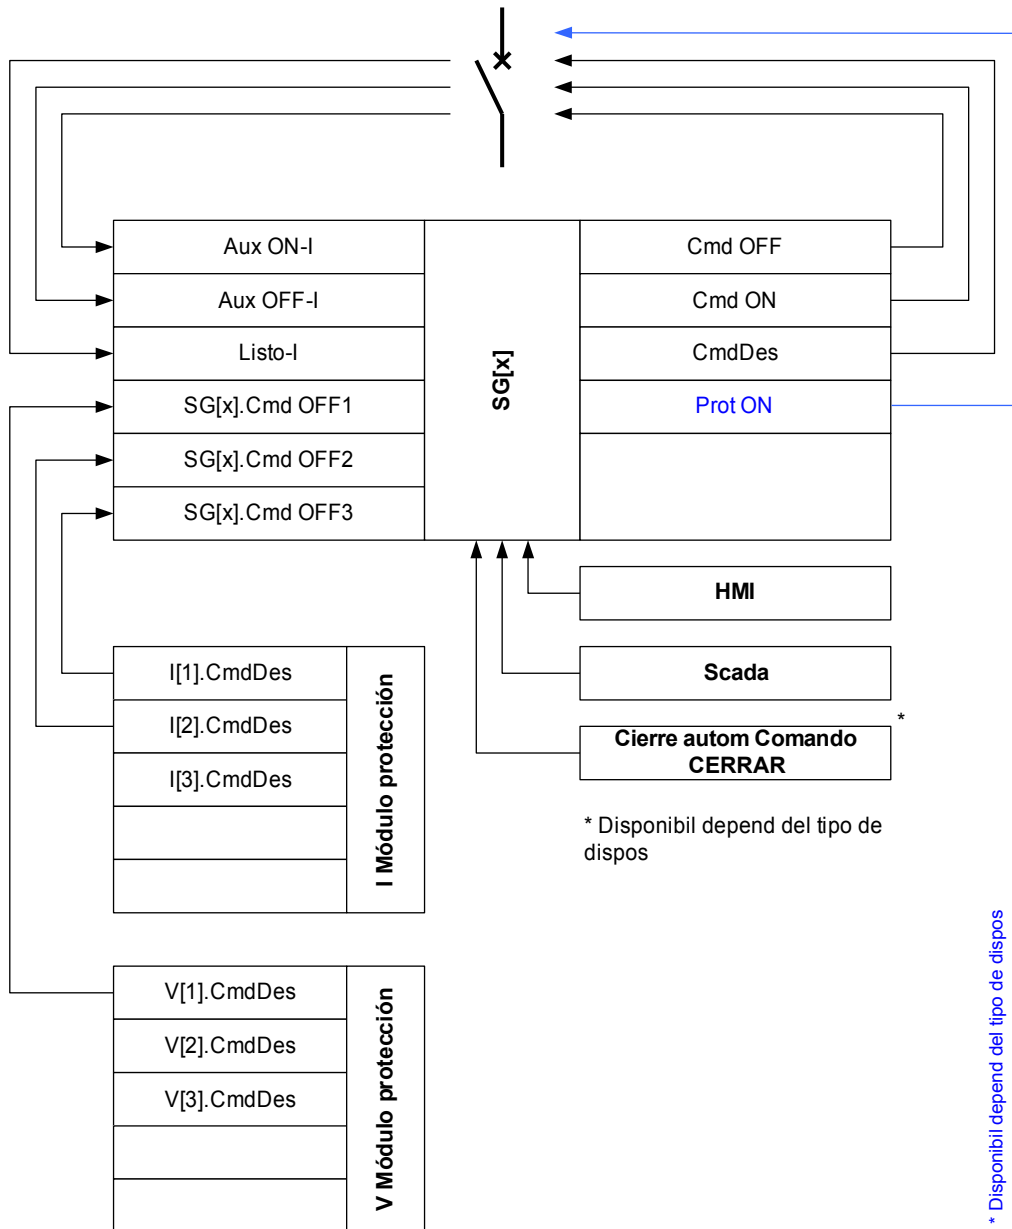 Aux ON-I
Aux OFF-I
Listo-I
SG[x].Cmd OFF1
SG[x].Cmd OFF2
SG[x].Cmd OFF3
SG[x]
Cmd OFF
Cmd ON
CmdDes
Prot ON
HMI
Scada
*
Cierre autom Comando
CERRAR
* Disponibil depend del tipo de
dispos
I[1].CmdDes
I[2].CmdDes
I[3].CmdDes
I Módulo protección
V[1].CmdDes
V[2].CmdDes
V[3].CmdDes
V Módulo protección
* Disponibil depend del tipo de dispos